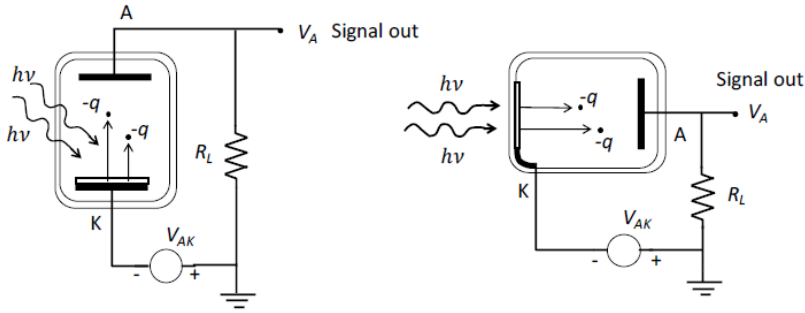 A
V_A Signal out
hν
hν
-q
-q
R_L
K
V_AK
- +
Signal out
hν
hν
-q
-q
V_A
A
K
R_L
V_AK
- +